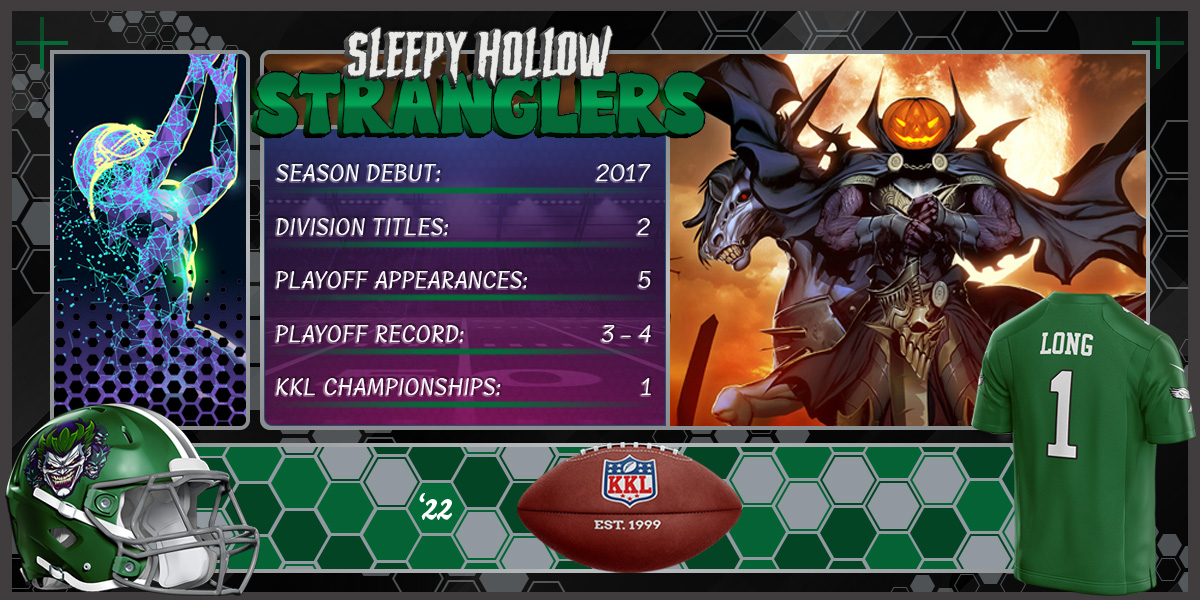 SLEEPY HOLLOW
STRANGLERS
SEASON DEBUT: 2017
DIVISION TITLES: 2
PLAYOFF APPEARANCES: 5
PLAYOFF RECORD: 3 – 4
KKL CHAMPIONSHIPS: 1
LONG
1
‘22
KKL
EST. 1999